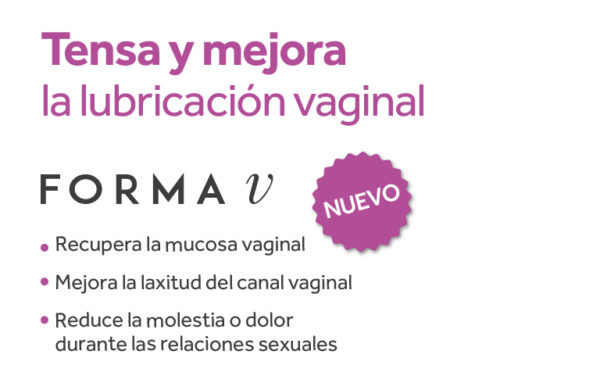 Tensa y mejora
la lubricación vaginal
FORMA V
NUEVO
• Recupera la mucosa vaginal
• Mejora la laxitud del canal vaginal
• Reduce la molestia o dolor
durante las relaciones sexuales